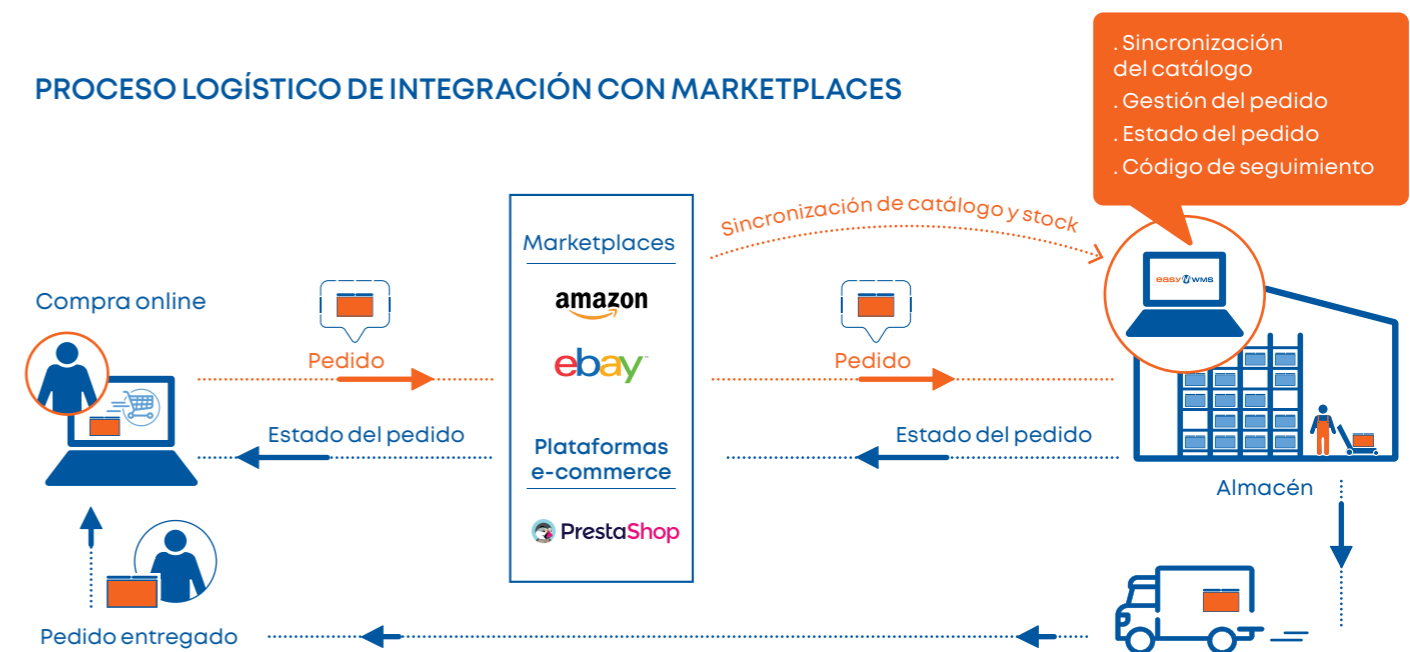 PROCESO LOGÍSTICO DE INTEGRACIÓN CON MARKETPLACES
. Sincronización
del catálogo
. Gestión del pedido
. Estado del pedido
. Código de seguimiento
Sincronización de catálogo y stock
easy WMS
Compra online
Pedido
Estado del pedido
Marketplaces
amazon
ebay
Plataformas
e-commerce
PrestaShop
Pedido
Estado del pedido
Almacén
Pedido entregado